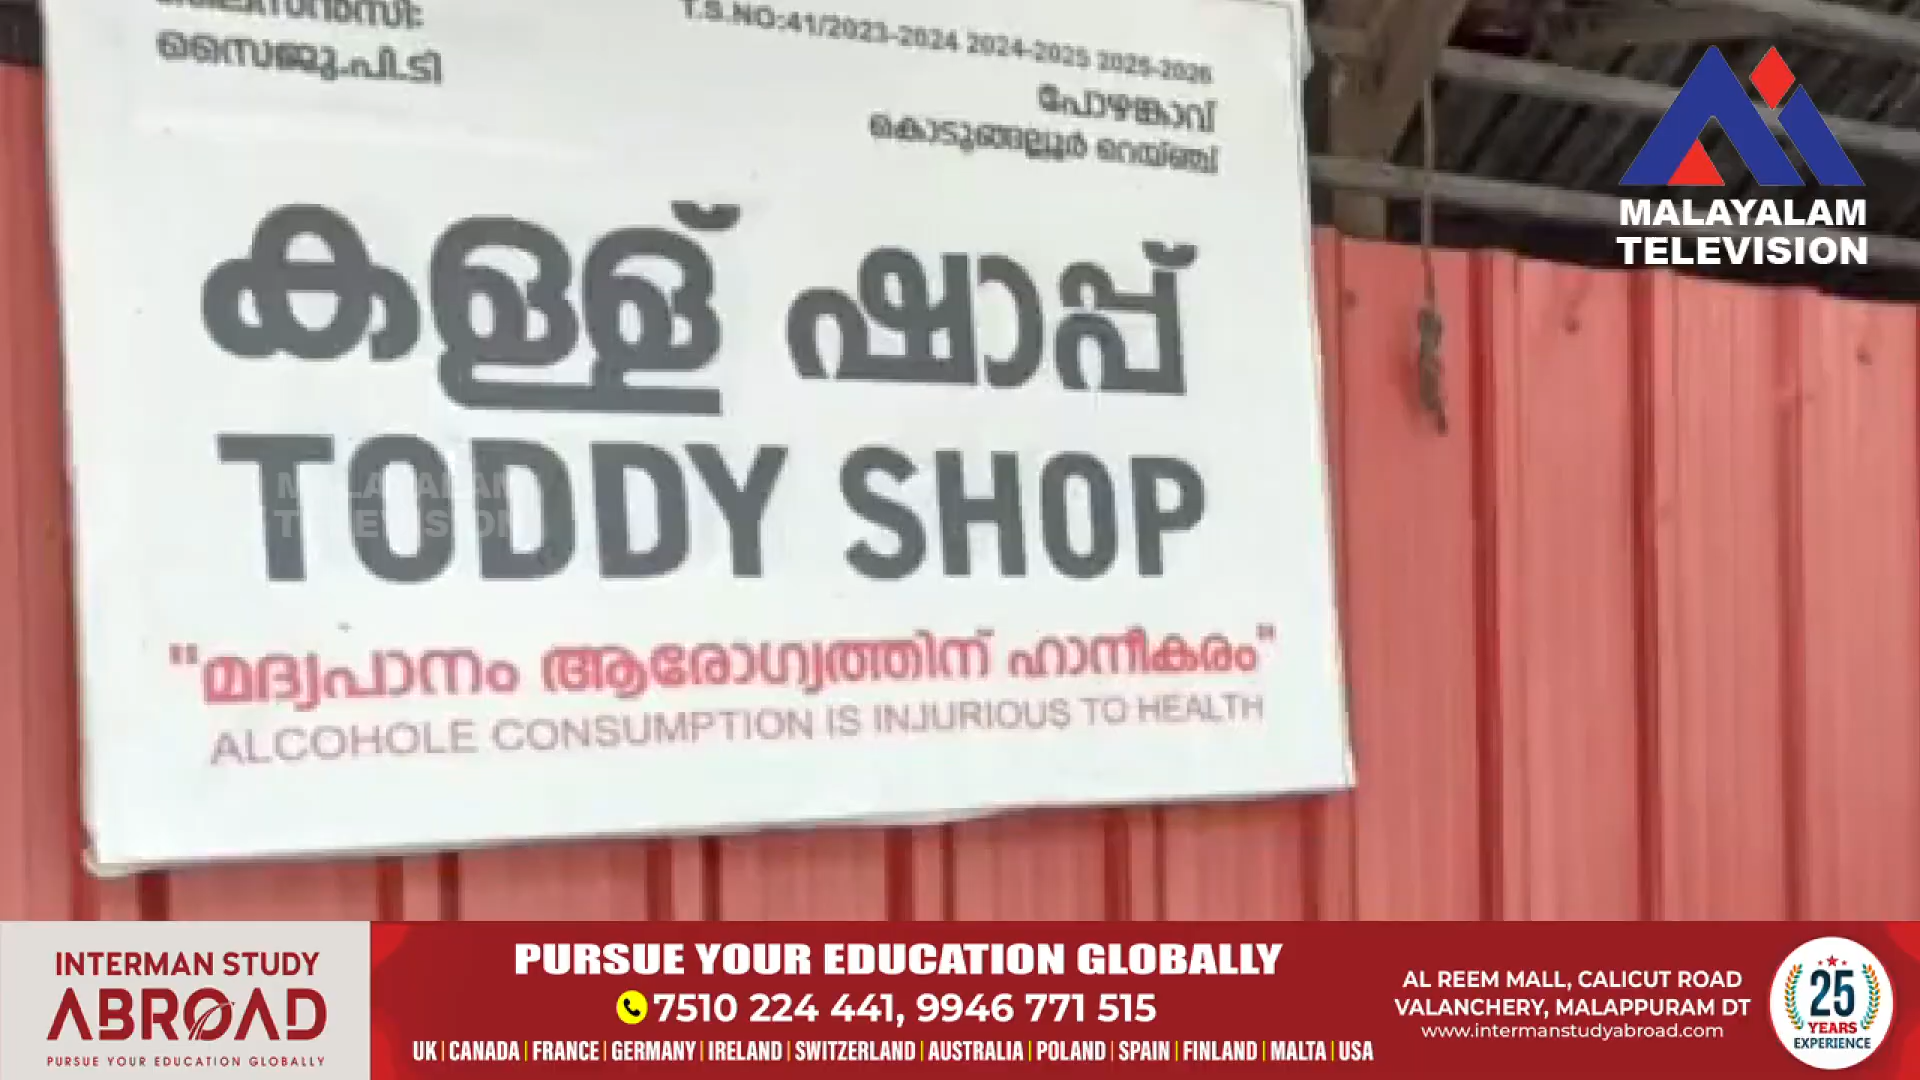 ലൈസൻസി:
സൈജു.പി.ടി
T.S.NO:41/2023-2024 2024-2025 2025-2026
പോഴങ്കാവ്
കൊടുങ്ങല്ലൂർ റെയ്ഞ്ച്
കള്ള് ഷാപ്പ്
TODDY SHOP
"മദ്യപാനം ആരോഗ്യത്തിന് ഹാനീകരം"
ALCOHOLE CONSUMPTION IS INJURIOUS TO HEALTH
MALAYALAM
TELEVISION
MALAYALAM
TELEVISION
INTERMAN STUDY
ABROAD
PURSUE YOUR EDUCATION GLOBALLY
PURSUE YOUR EDUCATION GLOBALLY
7510 224 441, 9946 771 515
UK | CANADA | FRANCE | GERMANY | IRELAND | SWITZERLAND | AUSTRALIA | POLAND | SPAIN | FINLAND | MALTA | USA
AL REEM MALL, CALICUT ROAD
VALANCHERY, MALAPPURAM DT
www.intermanstudyabroad.com
25
YEARS
EXPERIENCE